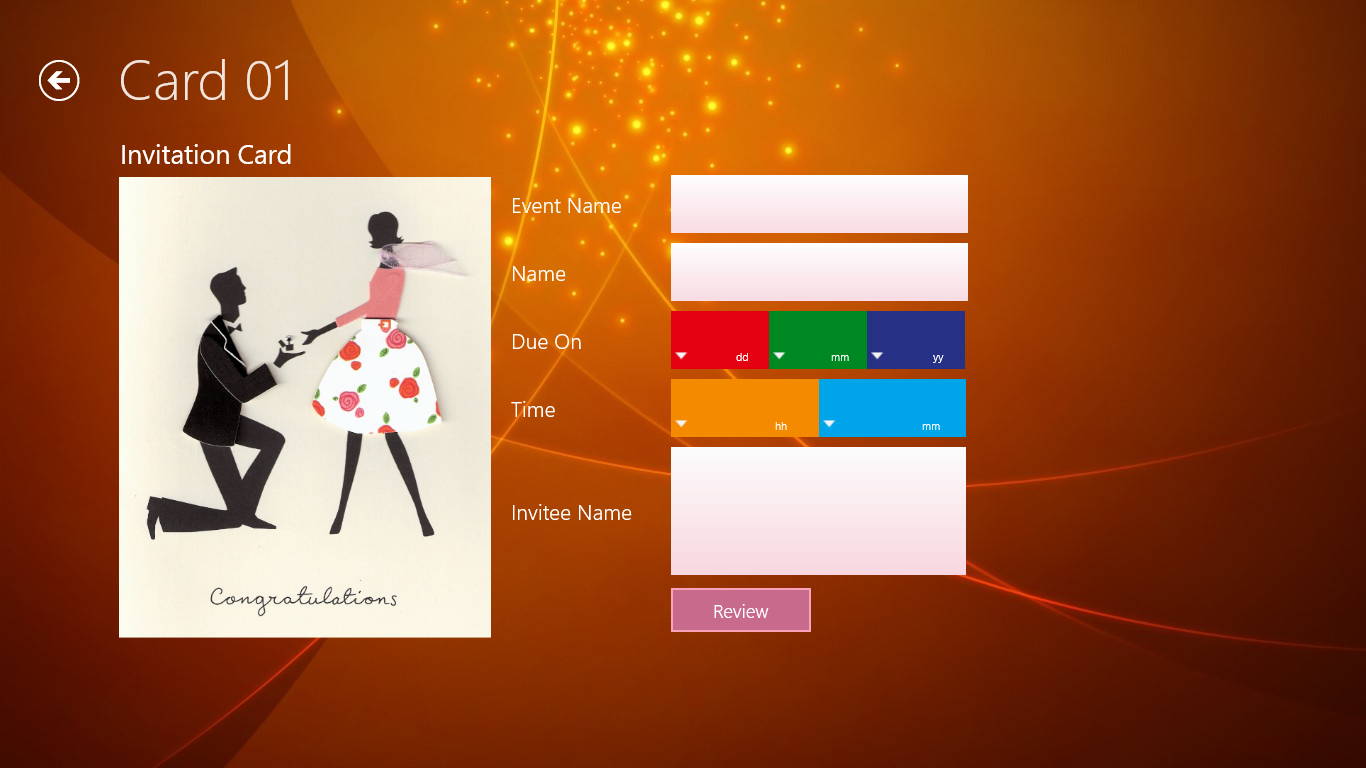 Card 01
Invitation Card
Event Name
Name
Due On
dd mm yy
Time
hh mm
Invitee Name
Congratulations
Review